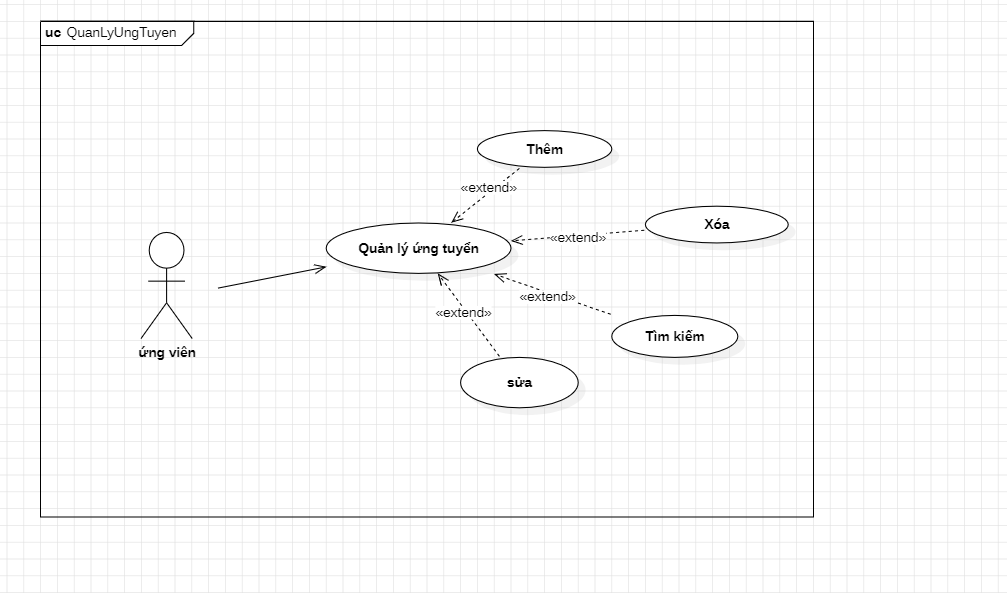 uc QuanLyUngTuyen
Thêm
«extend»
Xóa
«extend»
Quản lý ứng tuyển
«extend»
«extend»
Tìm kiếm
ứng viên
sửa